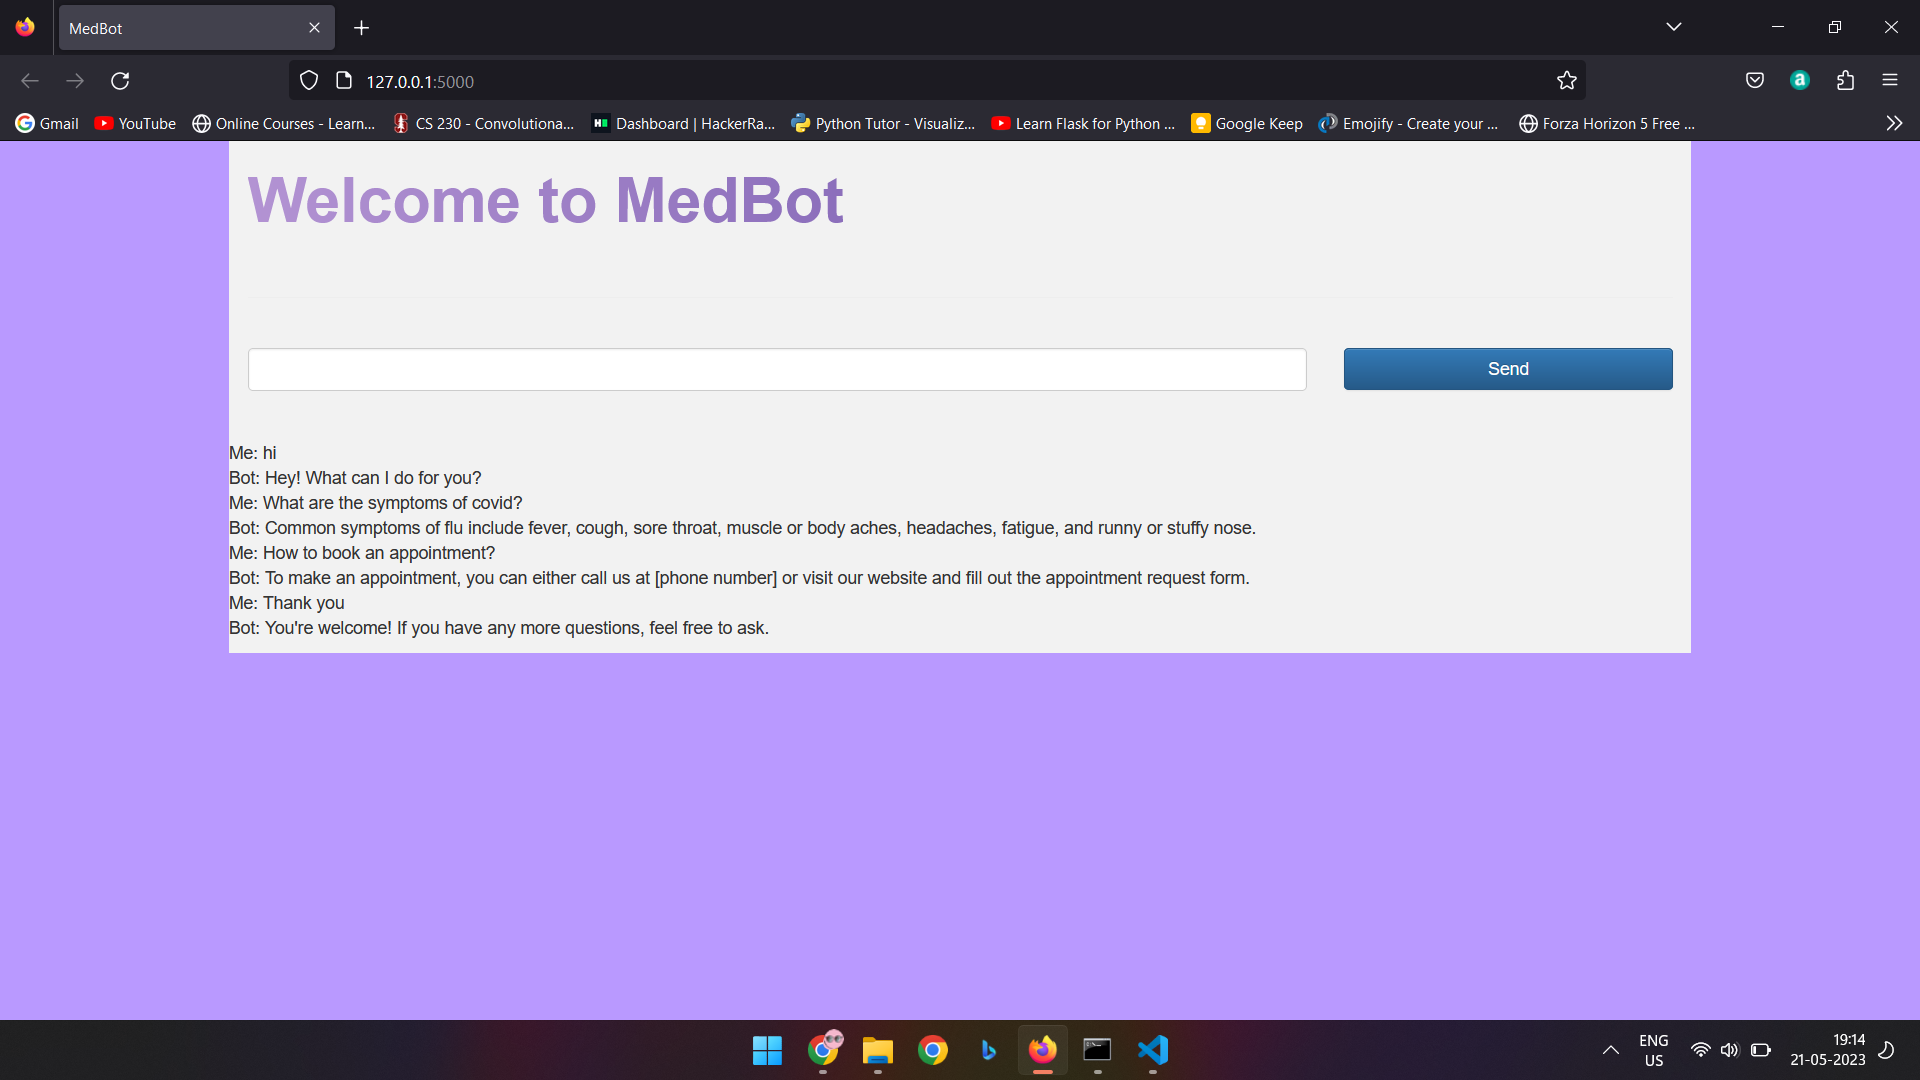 MedBot
127.0.0.1:5000
Gmail YouTube Online Courses - Learn... CS 230 - Convolutiona... Dashboard | HackerRa... Python Tutor - Visualiz... Learn Flask for Python ... Google Keep Emojify - Create your ... Forza Horizon 5 Free ...
Welcome to MedBot
Send
Me: hi
Bot: Hey! What can I do for you?
Me: What are the symptoms of covid?
Bot: Common symptoms of flu include fever, cough, sore throat, muscle or body aches, headaches, fatigue, and runny or stuffy nose.
Me: How to book an appointment?
Bot: To make an appointment, you can either call us at [phone number] or visit our website and fill out the appointment request form.
Me: Thank you
Bot: You're welcome! If you have any more questions, feel free to ask.
ENG 19:14
US 21-05-2023